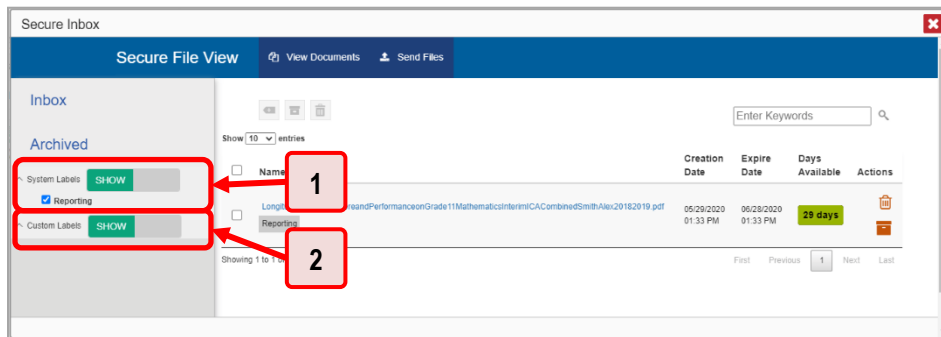 Secure Inbox
Secure File View View Documents Send Files
Inbox
Archived
System Labels SHOW
Reporting
Custom Labels SHOW
Enter Keywords
Show 10 entries
Name Creation Date Expire Date Days Available Actions
reandPerformanceonGrade11MathematicsInterimICACombinedSmithAlex20182019.pdf
Reporting
05/29/2020 01:33 PM 06/28/2020 01:33 PM 29 days
Showing 1 to 1
First Previous 1 Next Last
1
2